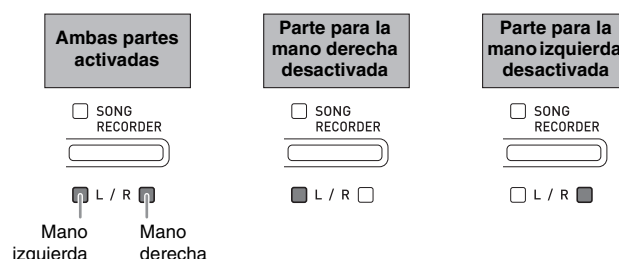 Ambas partes
activadas
SONG
RECORDER
L / R
Mano
izquierda
Mano
derecha
Parte para la
mano derecha
desactivada
SONG
RECORDER
L / R
Parte para la
mano izquierda
desactivada
SONG
RECORDER
L / R